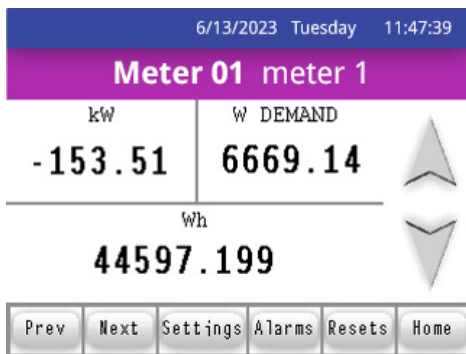 6/13/2023 Tuesday 11:47:39
Meter 01 meter 1
kW W DEMAND
-153.51 6669.14
Wh
44597.199
Prev Next Settings Alarms Resets Home